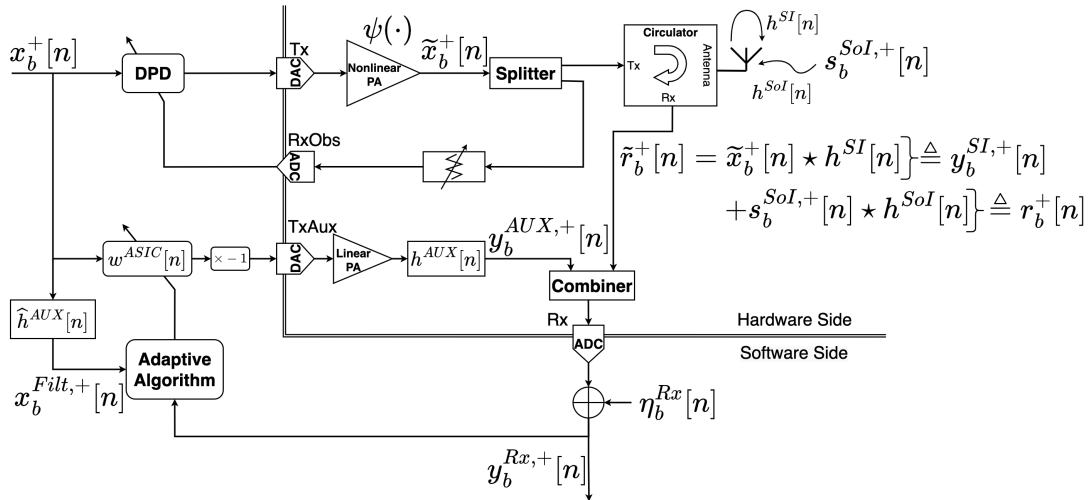 x_b^+[n]
DPD
Tx
DAC
ψ(·)
Nonlinear
PA
x̃_b^+[n]
Splitter
Circulator
Tx
Antenna
Rx
h^{SI}[n]
s_b^{SoI,+}[n]
h^{SoI}[n]
RxObs
ADC
r̃_b^+[n] = x̃_b^+[n] ⋆ h^{SI}[n]} ≜ y_b^{SI,+}[n]
+s_b^{SoI,+}[n] ⋆ h^{SoI}[n]} ≜ r_b^+[n]
w^{ASIC}[n]
× − 1
TxAux
DAC
Linear
PA
h^{AUX}[n]
y_b^{AUX,+}[n]
Combiner
ĥ^{AUX}[n]
Rx
ADC
Hardware Side
Software Side
Adaptive
Algorithm
x_b^{Filt,+}[n]
η_b^{Rx}[n]
y_b^{Rx,+}[n]